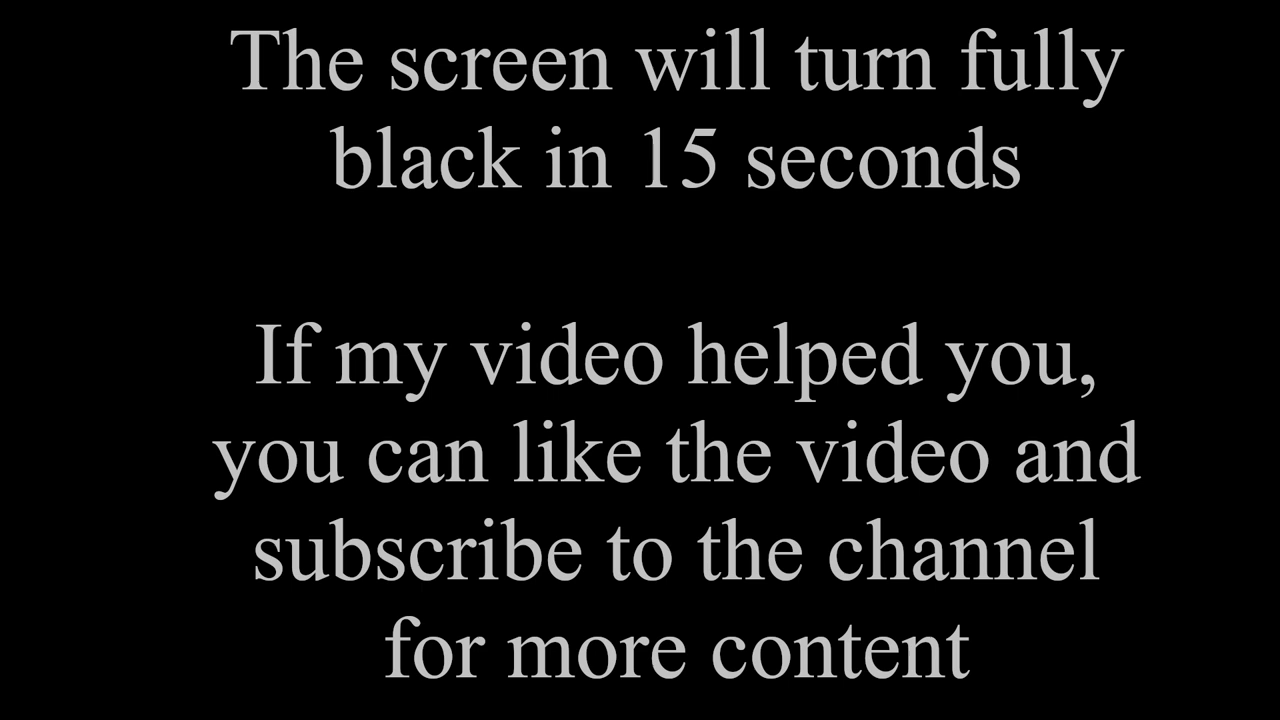 The screen will turn fully
black in 15 seconds
If my video helped you,
you can like the video and
subscribe to the channel
for more content